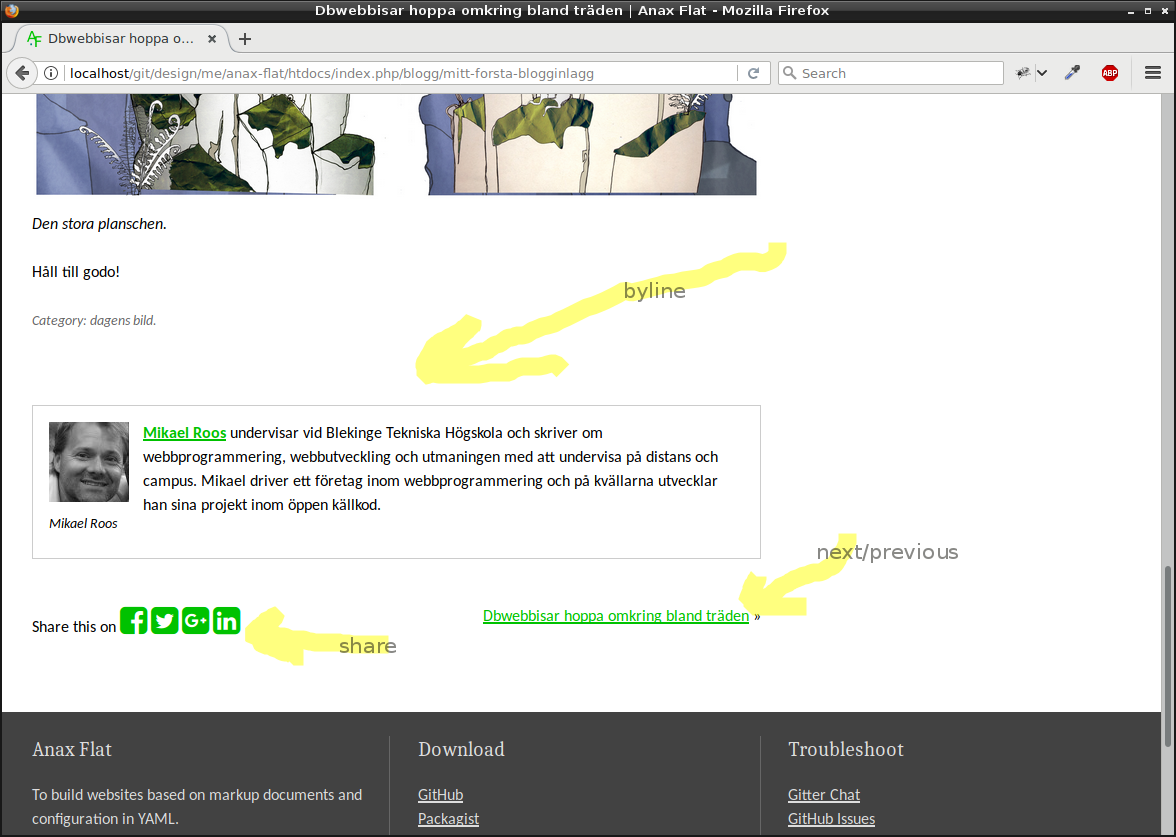 Dbwebbisar hoppa omkring bland träden | Anax Flat - Mozilla Firefox
Dbwebbisar hoppa o...
localhost/git/design/me/anax-flat/htdocs/index.php/blogg/mitt-forsta-blogginlagg
Search
ABP
Den stora planschen.
Håll till godo!
byline
Category: dagens bild.
Mikael Roos undervisar vid Blekinge Tekniska Högskola och skriver om
webbprogrammering, webbutveckling och utmaningen med att undervisa på distans och
campus. Mikael driver ett företag inom webbprogrammering och på kvällarna utvecklar
han sina projekt inom öppen källkod.
Mikael Roos
next/previous
Share this on
Dbwebbisar hoppa omkring bland träden »
share
Anax Flat
To build websites based on markup documents and
configuration in YAML.
Download
GitHub
Packagist
Troubleshoot
Gitter Chat
GitHub Issues